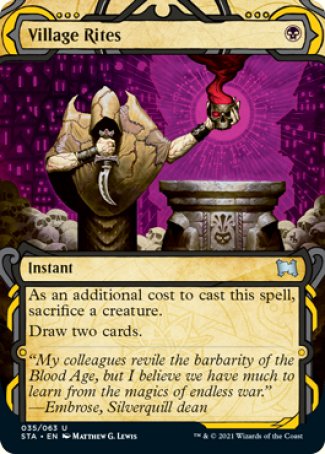 Village Rites
Instant
As an additional cost to cast this spell,
sacrifice a creature.
Draw two cards.
“My colleagues revile the barbarity of the
Blood Age, but I believe we have much to
learn from the magics of endless war.”
—Embrose, Silverquill dean
035/063 U
STA • EN Matthew G. Lewis
™ & © 2021 Wizards of the Coast